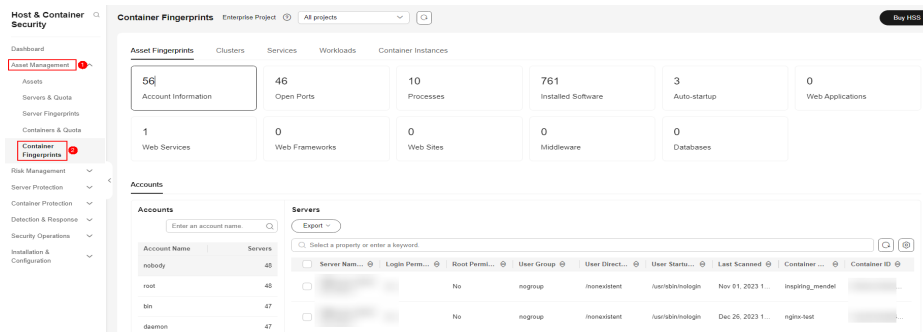 Host & Container Security
Container Fingerprints Enterprise Project All projects
Buy HSS
Dashboard
Asset Management 1
Assets
Servers & Quota
Server Fingerprints
Containers & Quota
Container Fingerprints 2
Risk Management
Server Protection
Container Protection
Detection & Response
Security Operations
Installation & Configuration
Asset Fingerprints Clusters Services Workloads Container Instances
56 46 10 761 3 0
Account Information Open Ports Processes Installed Software Auto-startup Web Applications
1 0 0 0 0
Web Services Web Frameworks Web Sites Middleware Databases
Accounts
Accounts
Enter an account name.
Account Name Servers
nobody 48
root 48
bin 47
daemon 47
Servers
Export
Select a property or enter a keyword.
Server Nam... Login Perm... Root Permi... User Group User Direct... User Startu... Last Scanned Container ... Container ID
No nogroup /nonexistent /usr/sbin/nologin Nov 01, 2023 1... inspiring_mendel
No nogroup /nonexistent /usr/sbin/nologin Dec 26, 2023 1... nginx-test